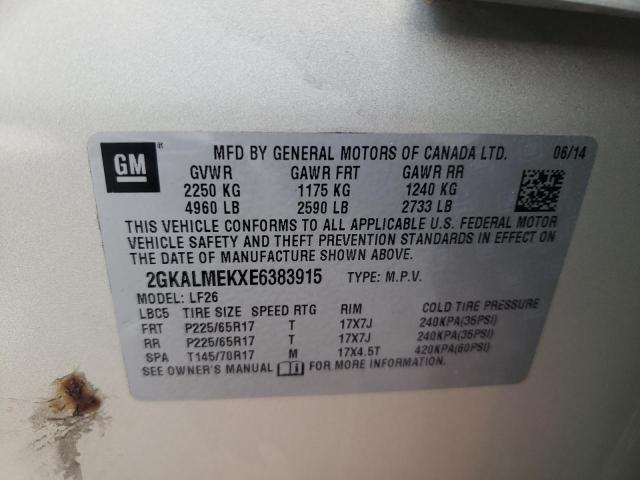 GM
MFD BY GENERAL MOTORS OF CANADA LTD. 06/14
GVWR GAWR FRT GAWR RR
2250 KG 1175 KG 1240 KG
4960 LB 2590 LB 2733 LB
THIS VEHICLE CONFORMS TO ALL APPLICABLE U.S. FEDERAL MOTOR
VEHICLE SAFETY AND THEFT PREVENTION STANDARDS IN EFFECT ON
THE DATE OF MANUFACTURE SHOWN ABOVE.
2GKALMEKXE6383915 TYPE: M.P.V.
MODEL: LF26
LBC5 TIRE SIZE SPEED RTG RIM COLD TIRE PRESSURE
FRT P225/65R17 T 17X7J 240KPA(35PSI)
RR P225/65R17 T 17X7J 240KPA(35PSI)
SPA T145/70R17 M 17X4.5T 420KPA(60PSI)
SEE OWNER'S MANUAL FOR MORE INFORMATION.